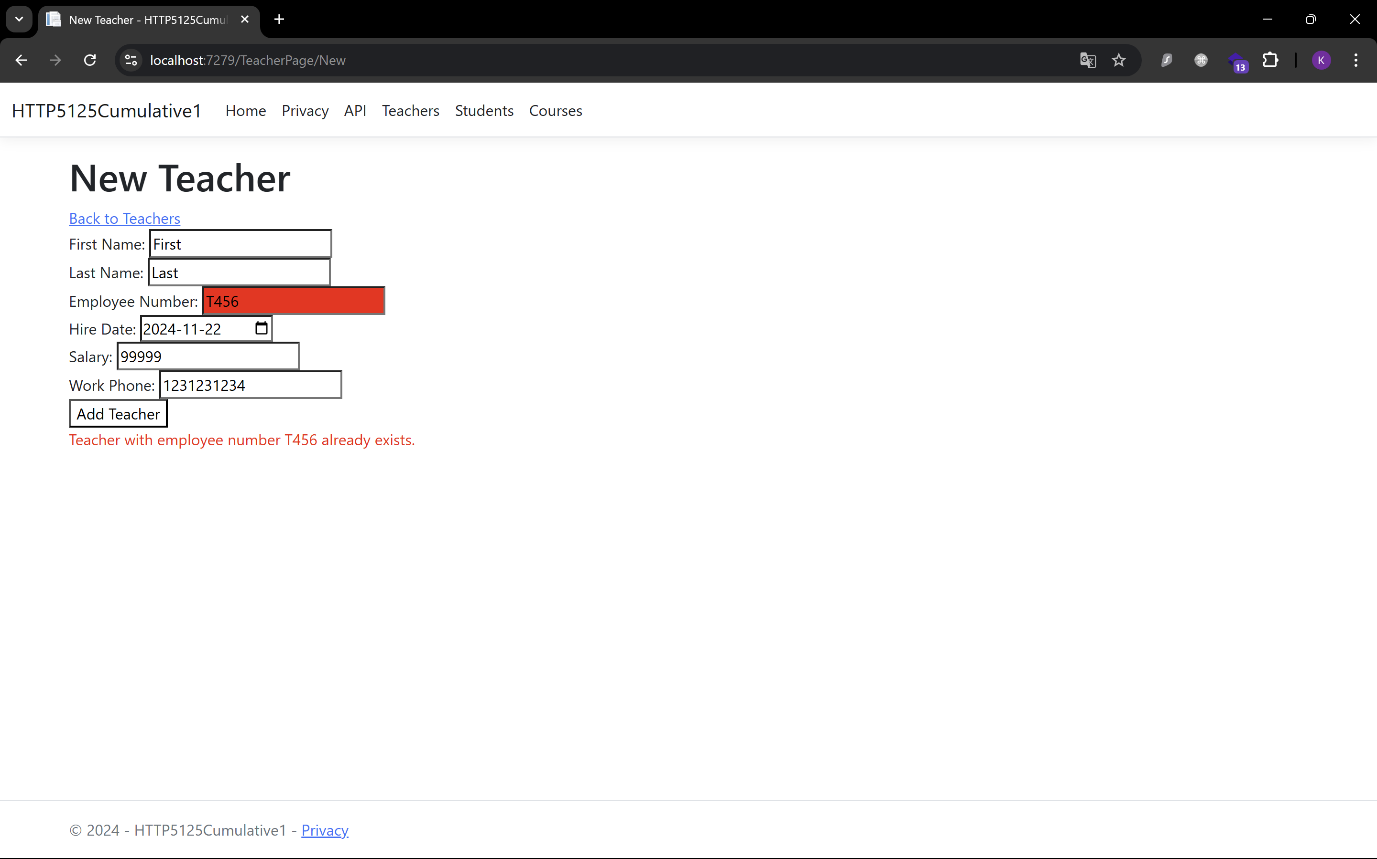 New Teacher - HTTP5125Cumul
localhost:7279/TeacherPage/New
13
K
HTTP5125Cumulative1 Home Privacy API Teachers Students Courses
New Teacher
Back to Teachers
First Name: First
Last Name: Last
Employee Number: T456
Hire Date: 2024-11-22
Salary: 99999
Work Phone: 1231231234
Add Teacher
Teacher with employee number T456 already exists.
© 2024 - HTTP5125Cumulative1 - Privacy